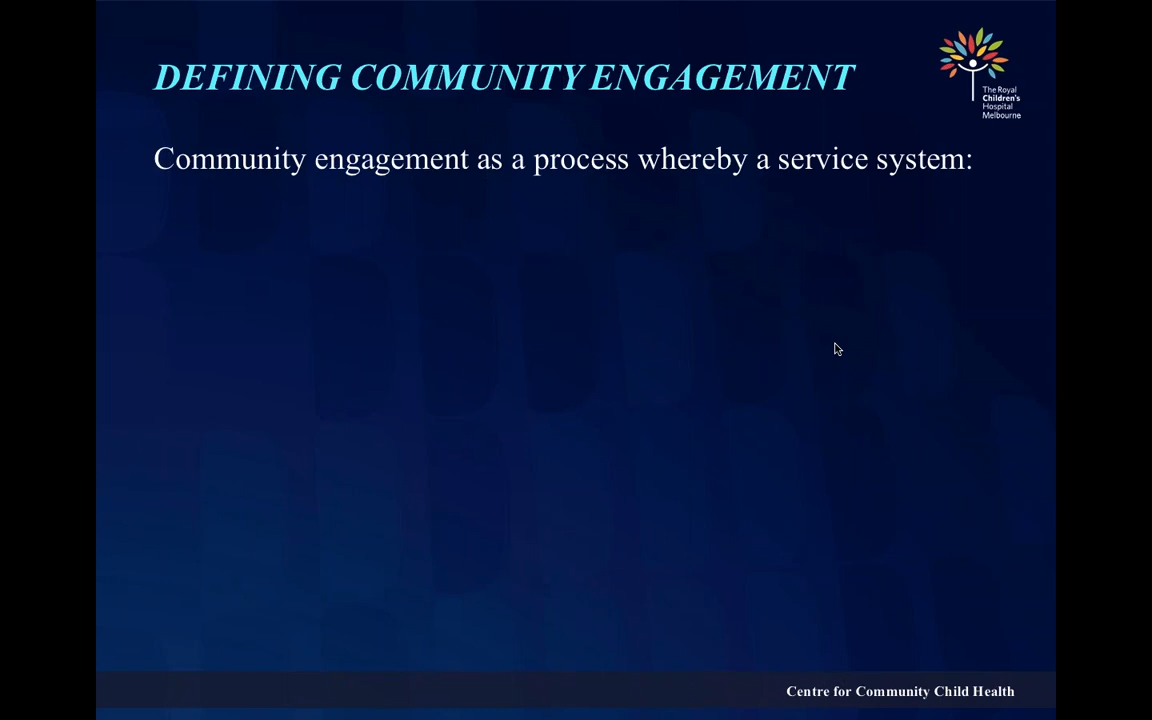 DEFINING COMMUNITY ENGAGEMENT
The Royal
Children's
Hospital
Melbourne
Community engagement as a process whereby a service system:
Centre for Community Child Health